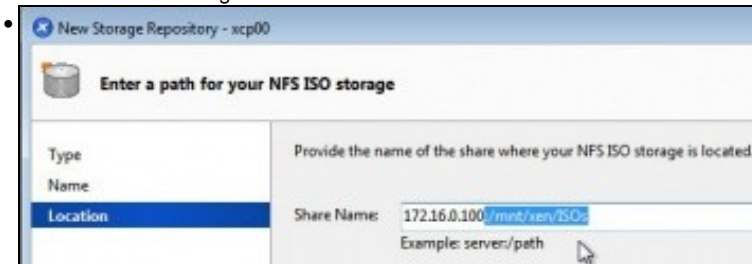 New Storage Repository - xcp00
Enter a path for your NFS ISO storage
Type
Provide the name of the share where your NFS ISO storage is located
Name
Location
Share Name: 172.16.0.100:/mnt/xen/ISOs
Example: server:/path